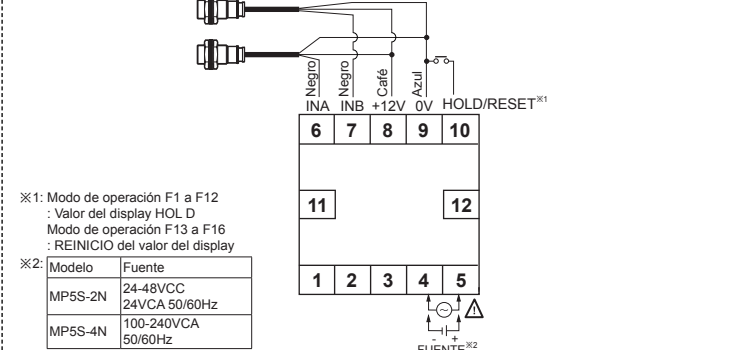 Negro
Negro
Café
Azul
INA INB +12V 0V HOLD/RESET※1
6 7 8 9 10
11 12
1 2 3 4 5
- +
FUENTE※2
※1: Modo de operación F1 a F12
: Valor del display HOL D
Modo de operación F13 a F16
: REINICIO del valor del display
※2: Modelo Fuente
MP5S-2N 24-48VCC
24VCA 50/60Hz
MP5S-4N 100-240VCA
50/60Hz